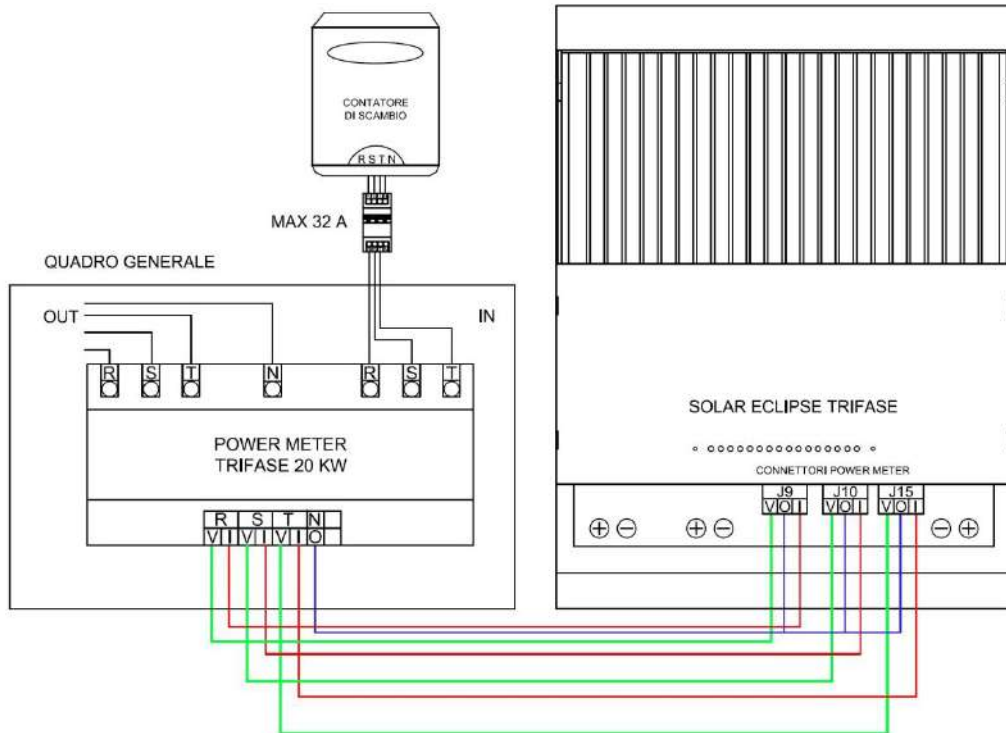 CONTATORE
DI SCAMBIO
R S T N
MAX 32 A
QUADRO GENERALE
OUT
IN
R S T N R S T
SOLAR ECLIPSE TRIFASE
POWER METER
TRIFASE 20 KW
CONNETTORI POWER METER
J9 J10 J15
V O I V O I V O I
R S T N
V I V I V I O